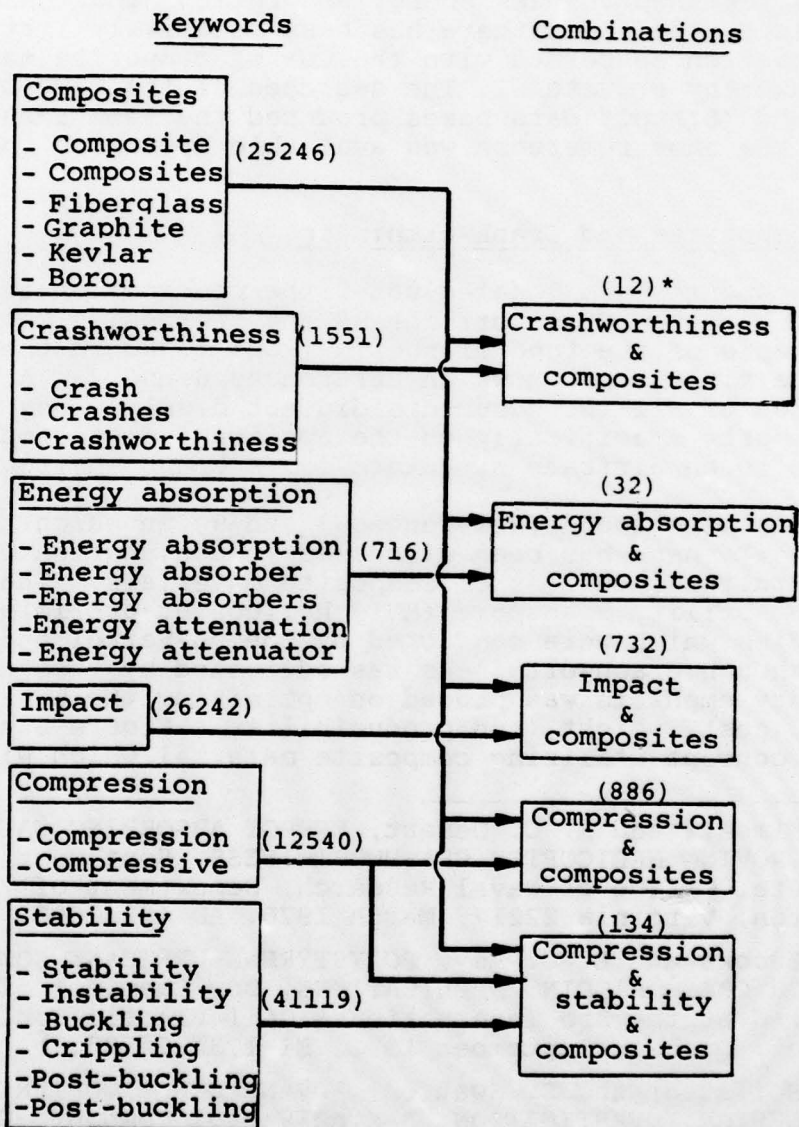 Keywords
Combinations
Composites
- Composite
- Composites
- Fiberglass
- Graphite
- Kevlar
- Boron
(25246)
Crashworthiness
- Crash
- Crashes
-Crashworthiness
(1551)
(12)*
Crashworthiness
&
composites
Energy absorption
- Energy absorption
-Energy absorber
-Energy absorbers
-Energy attenuation
-Energy attenuator
(716)
(32)
Energy absorption
&
composites
Impact
(26242)
(732)
Impact
&
composites
Compression
- Compression
- Compressive
(12540)
(886)
Compression
&
composites
Stability
- Stability
- Instability
- Buckling
- Crippling
-Post-buckling
-Post-buckling
(41119)
(134)
Compression
&
stability
&
composites